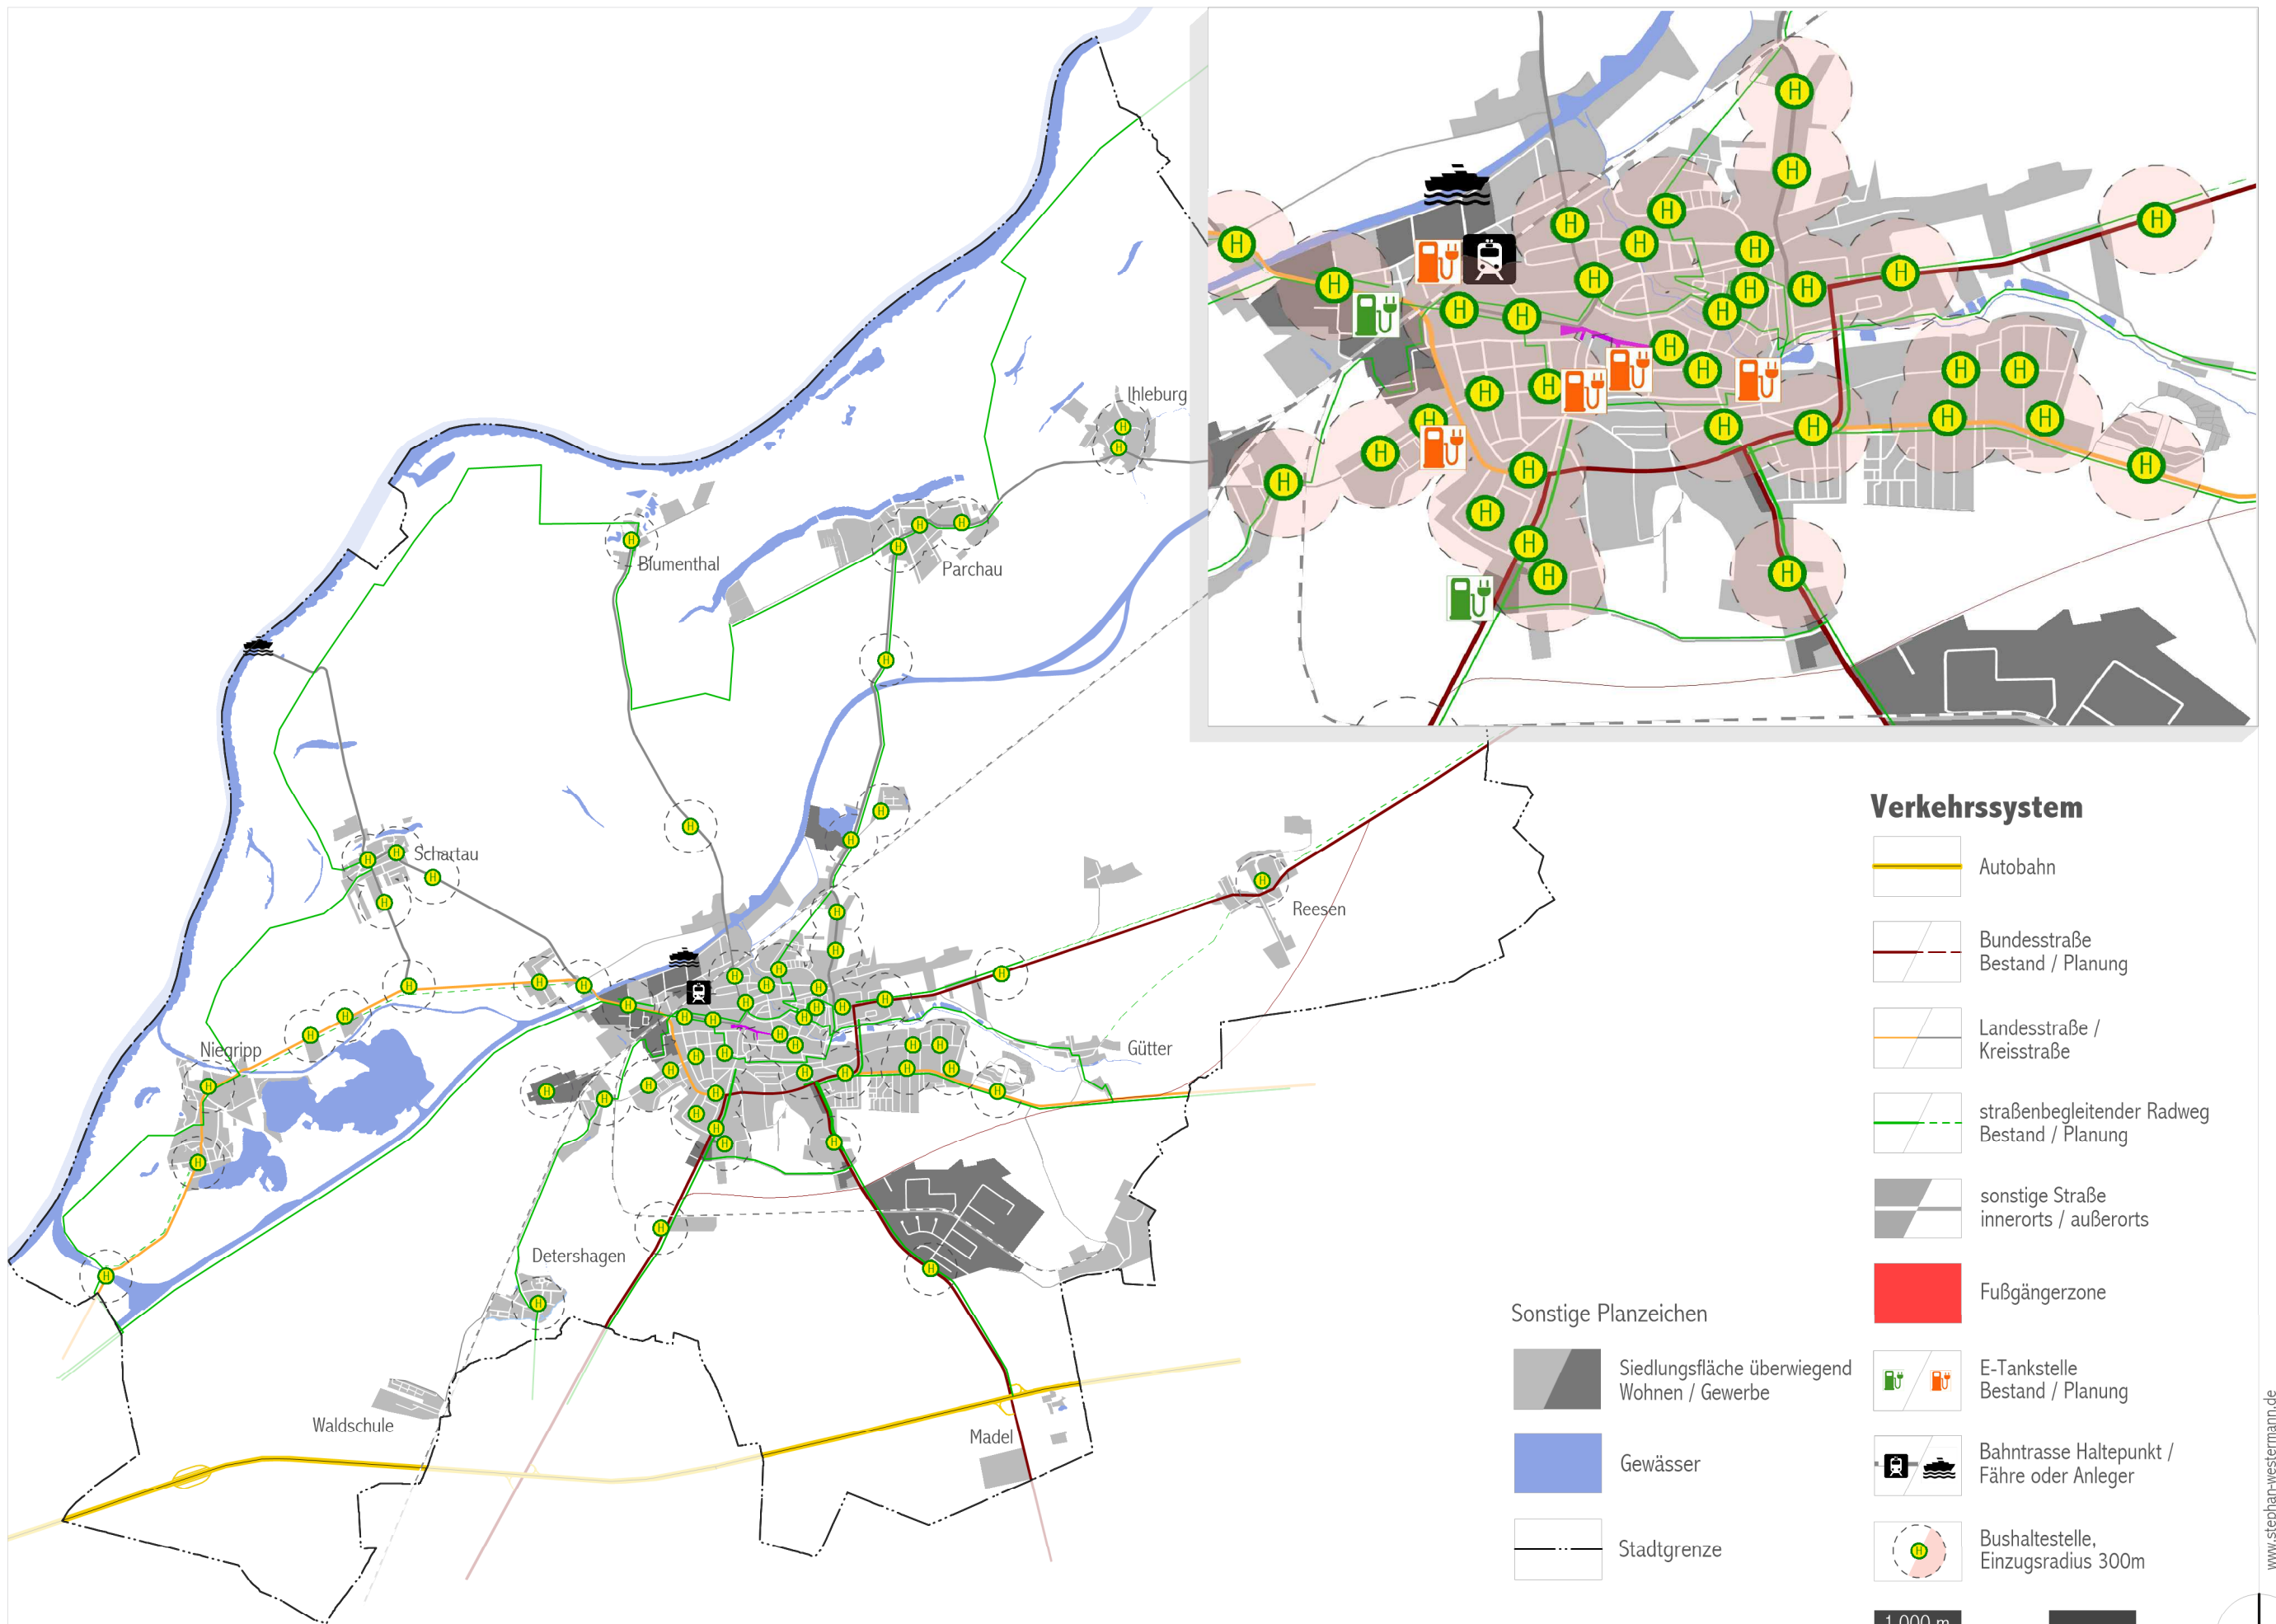 Ihleburg
Blumenthal
Parchau
Schartau
Reesen
Niegripp
Gütter
Detershagen
Waldschule
Madel
Verkehrssystem
Autobahn
Bundesstraße
Bestand / Planung
Landesstraße /
Kreisstraße
straßenbegleitender Radweg
Bestand / Planung
sonstige Straße
innerorts / außerorts
Fußgängerzone
E-Tankstelle
Bestand / Planung
Bahntrasse Haltepunkt /
Fähre oder Anleger
Bushaltestelle,
Einzugsradius 300m
Sonstige Planzeichen
Siedlungsfläche überwiegend
Wohnen / Gewerbe
Gewässer
Stadtgrenze
1.000 m
www.stephan-westermann.de